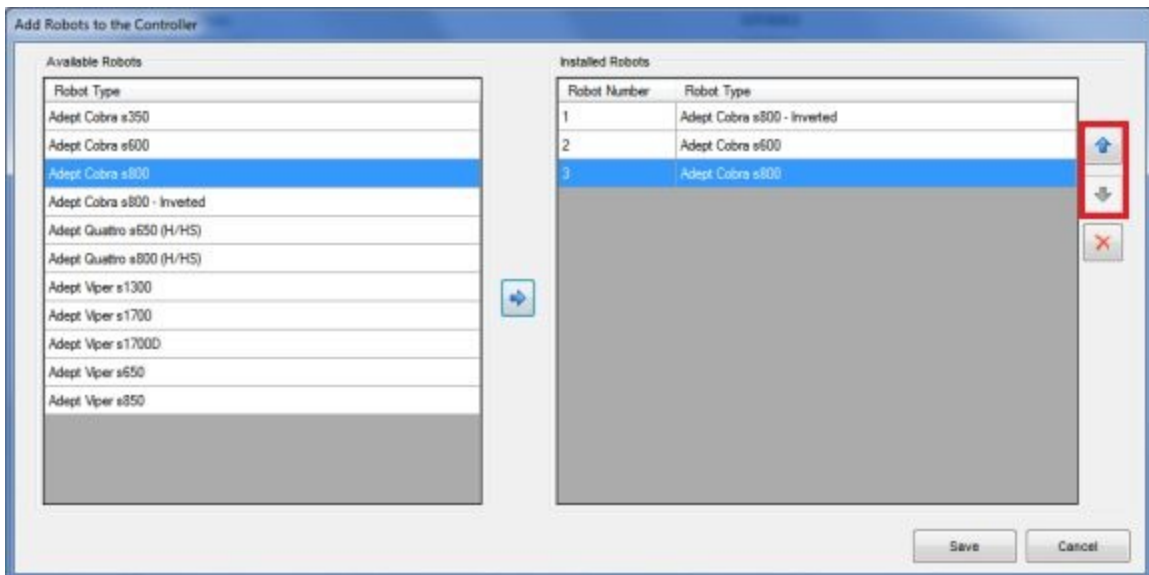 Add Robots to the Controller
Available Robots
Robot Type
Adept Cobra s350
Adept Cobra s600
Adept Cobra s800
Adept Cobra s800 - Inverted
Adept Quattro s650 (H/HS)
Adept Quattro s800 (H/HS)
Adept Viper s1300
Adept Viper s1700
Adept Viper s1700D
Adept Viper s650
Adept Viper s850
Installed Robots
Robot Number Robot Type
1 Adept Cobra s800 - Inverted
2 Adept Cobra s600
3 Adept Cobra s800
Save Cancel